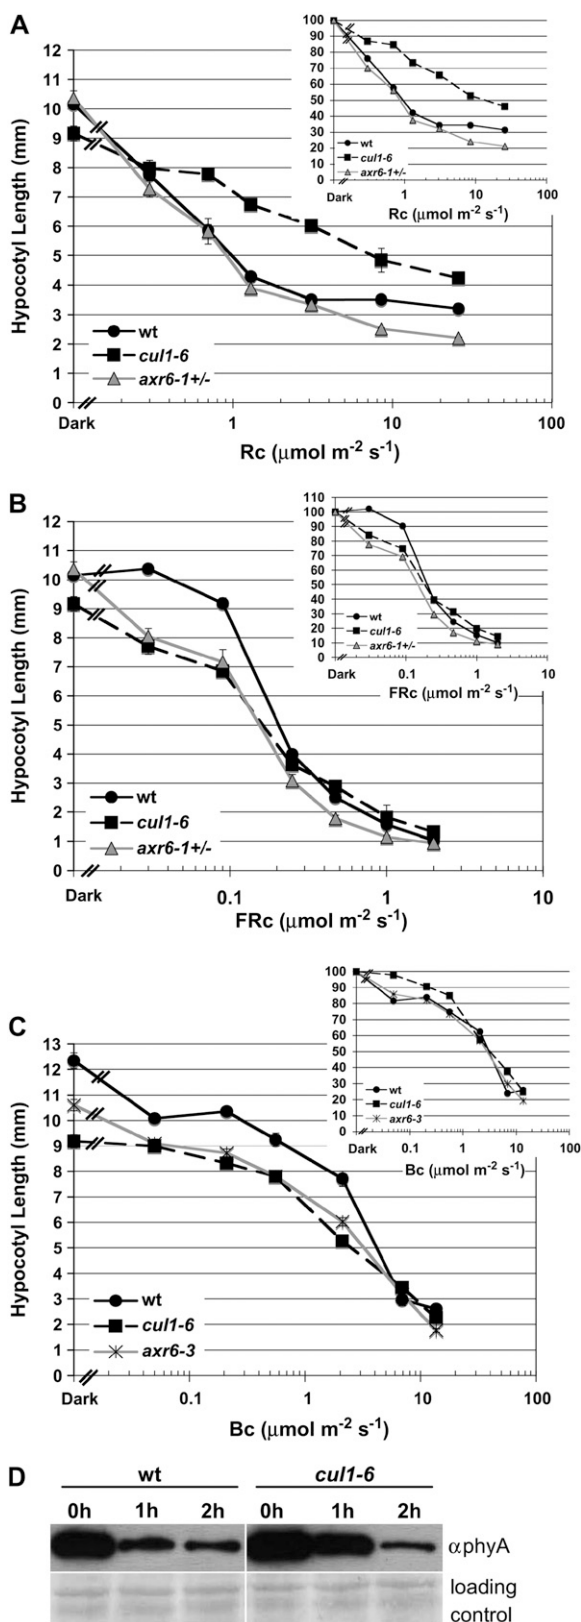 A
Hypocotyl Length (mm)
12
11
10
9
8
7
6
5
4
3
2
1
0
wt
cul1-6
axr6-1+/-
Dark
1
10
100
Rc (μmol m⁻² s⁻¹)
100
90
80
70
60
50
40
30
20
10
0
wt
cul1-6
axr6-1+/-
Dark
1
10
100
Rc (μmol m⁻² s⁻¹)
B
Hypocotyl Length (mm)
12
11
10
9
8
7
6
5
4
3
2
1
0
wt
cul1-6
axr6-1+/-
Dark
0.1
1
10
FRc (μmol m⁻² s⁻¹)
110
100
90
80
70
60
50
40
30
20
10
0
wt
cul1-6
axr6-1+/-
Dark
0.1
1
10
FRc (μmol m⁻² s⁻¹)
C
Hypocotyl Length (mm)
13
12
11
10
9
8
7
6
5
4
3
2
1
0
wt
cul1-6
axr6-3
Dark
0.1
1
10
100
Bc (μmol m⁻² s⁻¹)
100
90
80
70
60
50
40
30
20
10
0
wt
cul1-6
axr6-3
Dark
0.1
1
10
100
Bc (μmol m⁻² s⁻¹)
D
wt cul1-6
0h 1h 2h 0h 1h 2h
αphyA
loading
control